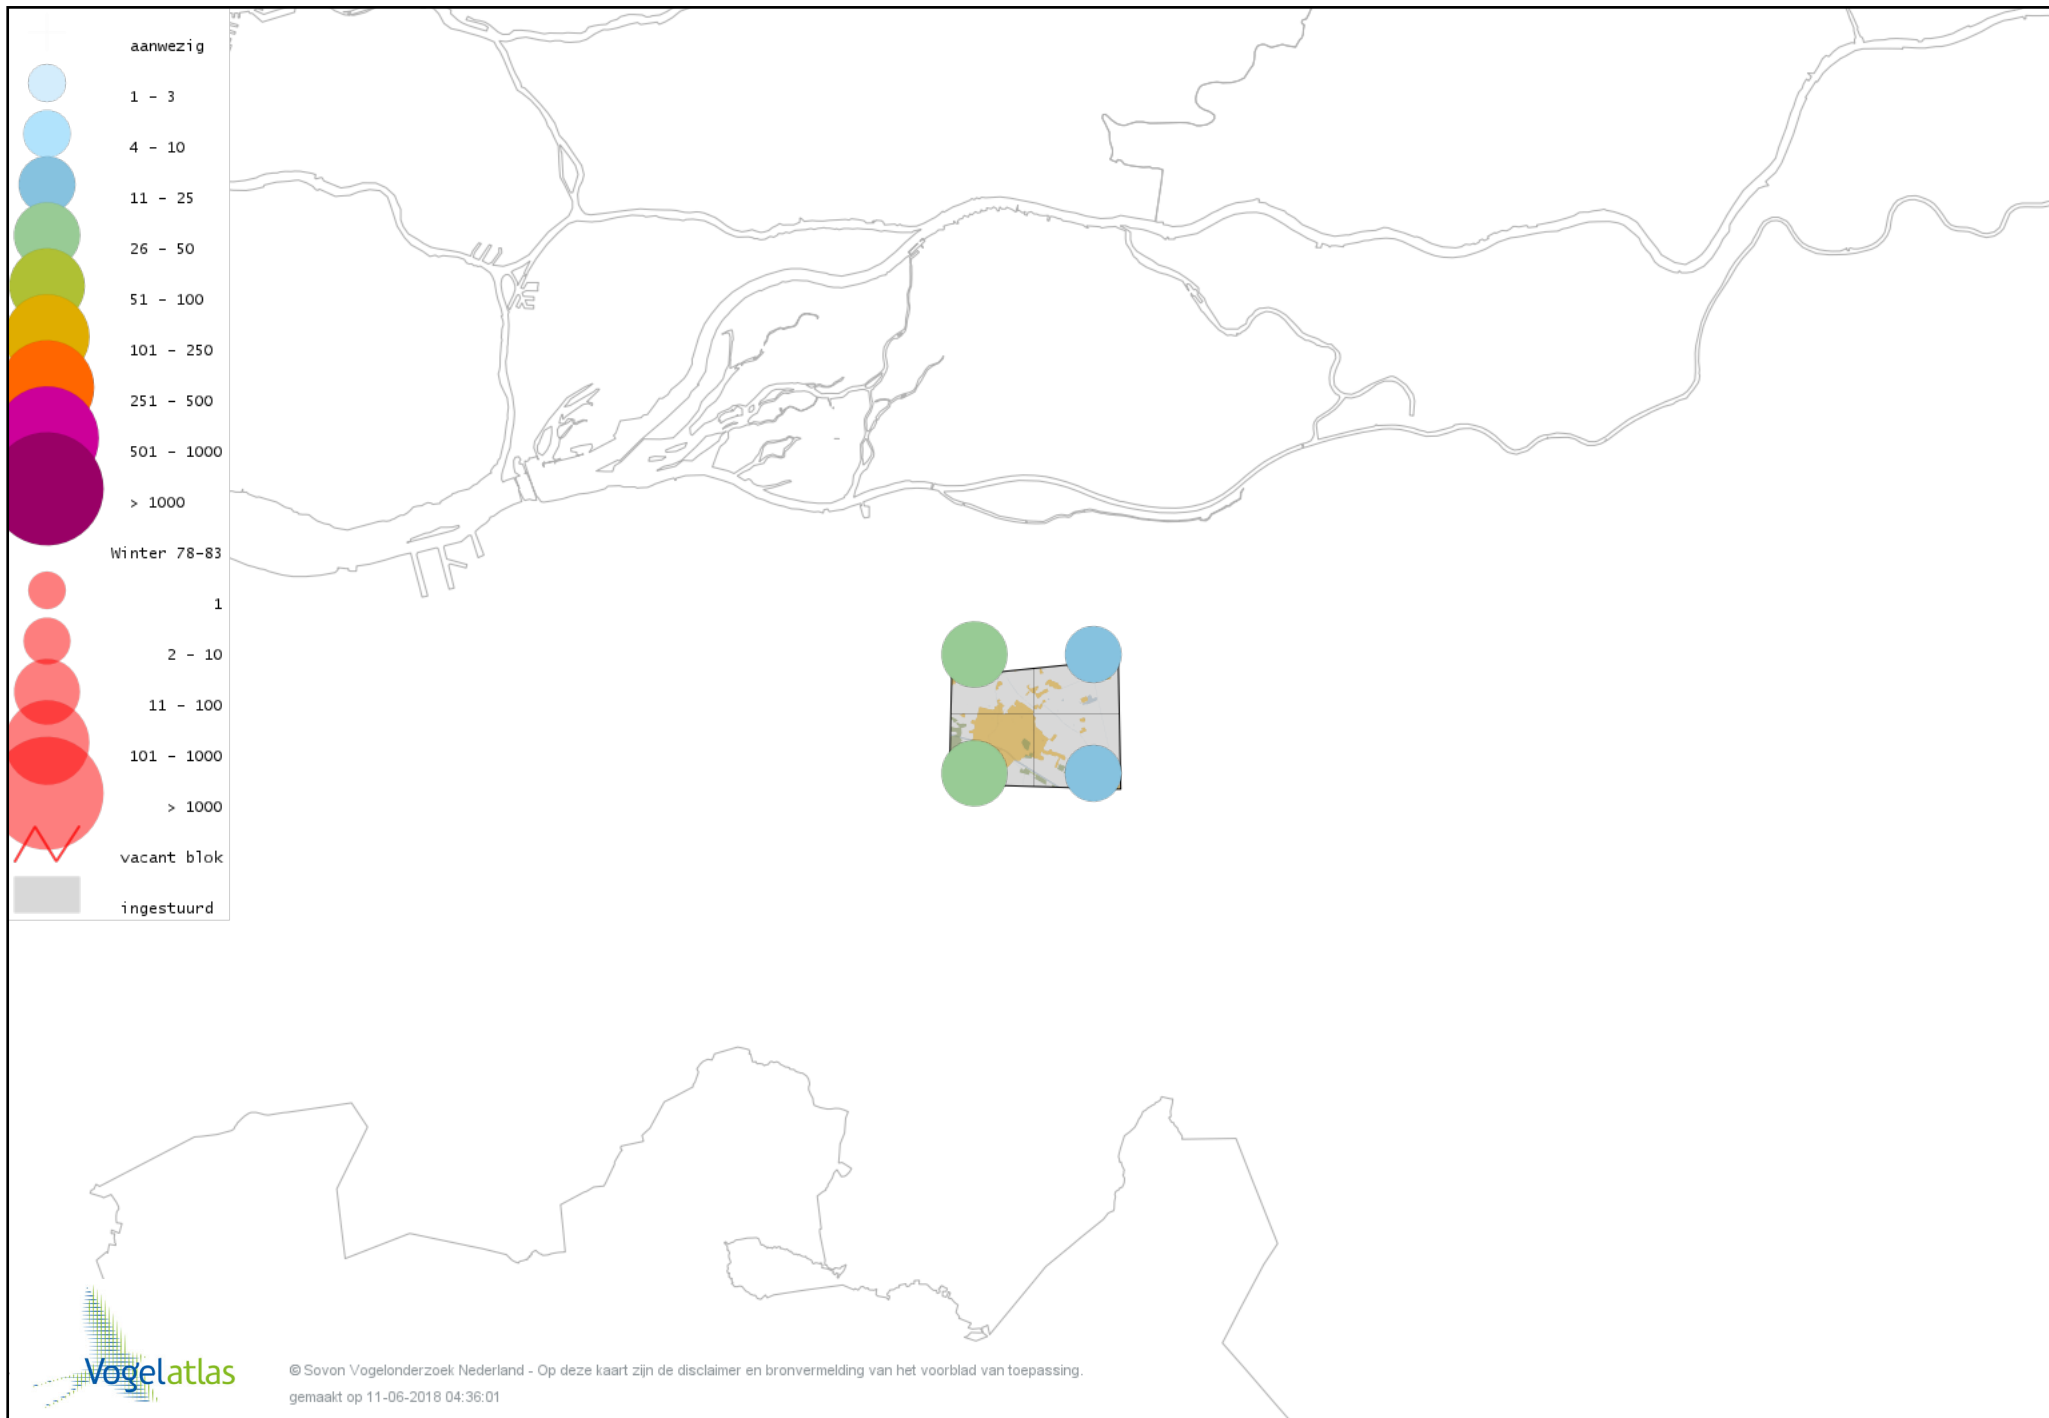 aanwezig
1 - 3
4 - 10
11 - 25
26 - 50
51 - 100
101 - 250
251 - 500
501 - 1000
> 1000
Winter 78-83
1
2 - 10
11 - 100
101 - 1000
> 1000
vacant blok
ingestuurd
Vogelatlas
© Sovon Vogelonderzoek Nederland - Op deze kaart zijn de disclaimer en bronvermelding van het voorblad van toepassing.
gemaakt op 11-06-2018 04:36:01